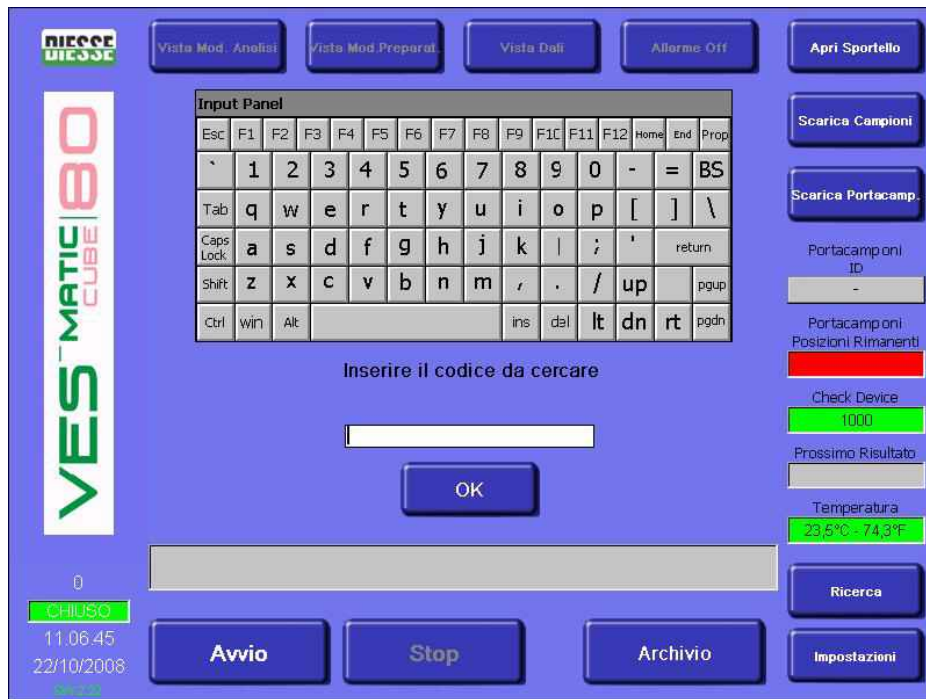 DIESSE
DIESSE
Vista Mod. Analisi
Vista Mod.Preparat.
Vista Dati
Allarme Off
Apri Sportello
Scarica Campioni
Scarica Portacamp.
VES MATIC CUBE 80
Input Panel
Esc F1 F2 F3 F4 F5 F6 F7 F8 F9 F10 F11 F12 Home End Prop
` 1 2 3 4 5 6 7 8 9 0 - = BS
Tab q w e r t y u i o p [ ] \
Caps Lock a s d f g h j k l ; ' return
Shift z x c v b n m , . / up pgup
Ctrl win Alt ins del lt dn rt pgdn
Inserire il codice da cercare
OK
Portacamponi
ID
-
Portacamponi
Posizioni Rimanenti
Check Device
1000
Prossimo Risultato
Temperatura
23,5°C - 74,3°F
Ricerca
Impostazioni
0
CHIUSO
11.06.45
22/10/2008
Avvio
Stop
Archivio